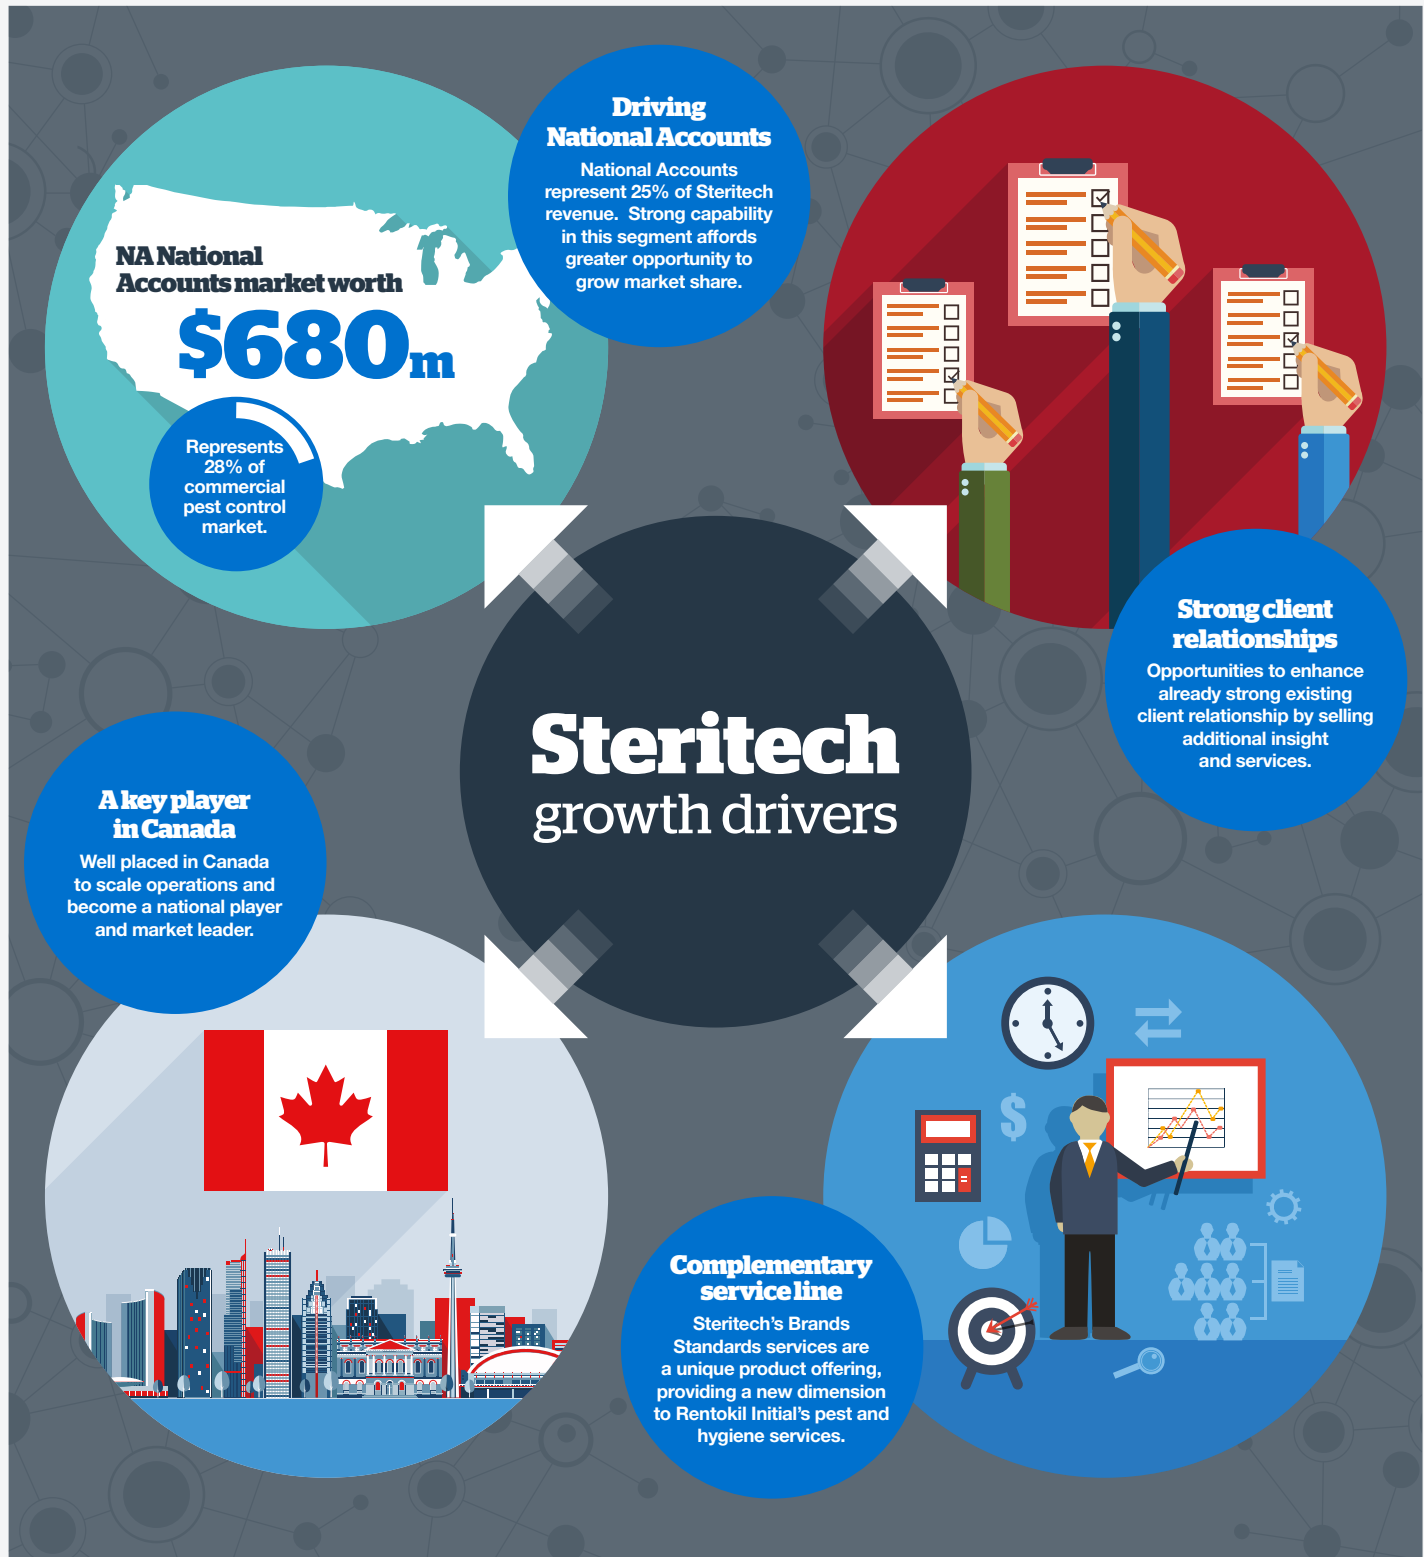 Driving
National Accounts
National Accounts
represent 25% of Steritech
revenue.  Strong capability
in this segment affords
greater opportunity to
grow market share.
NA National
Accounts market worth
$680m
Represents
28% of
commercial
pest control
market.
Strong client
relationships
Opportunities to enhance
already strong existing
client relationship by selling
additional insight
and services.
Steritech
growth drivers
A key player
in Canada
Well placed in Canada
to scale operations and
become a national player
and market leader.
$
Complementary
service line
Steritech’s Brands
Standards services are
a unique product offering,
providing a new dimension
to Rentokil Initial’s pest and
hygiene services.